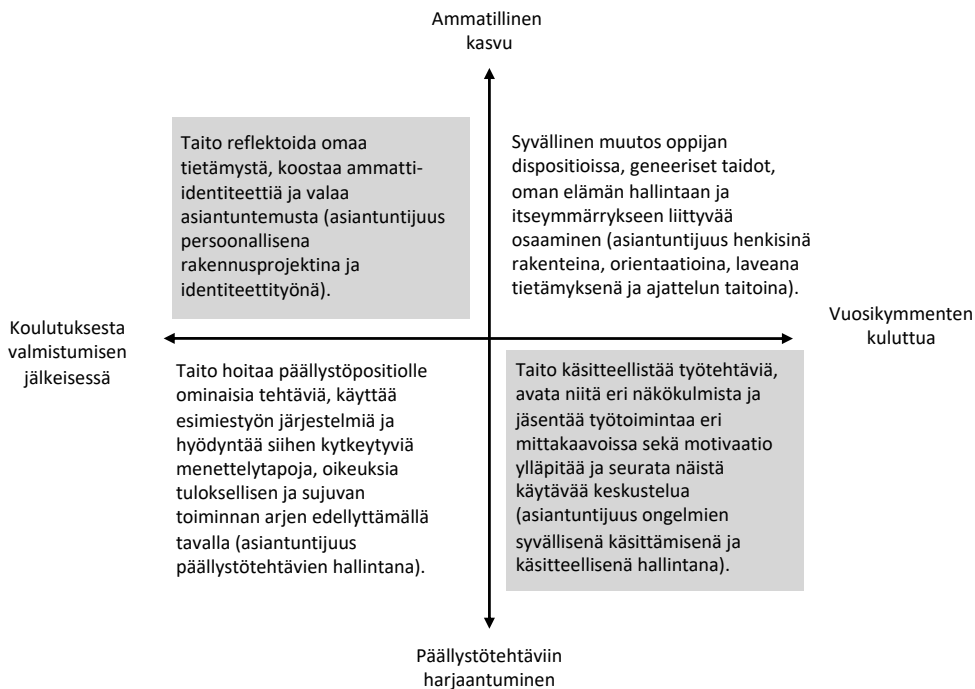 Ammatillinen
kasvu
Taito reflektoida omaa
tietämystä, koostaa ammatti-
identiteettiä ja valaa
asiantuntemusta (asiantuntijuus
persoonallisena
rakennusprojektina ja
identiteettityönä).
Syvällinen muutos oppijan
dispositioissa, geneeriset taidot,
oman elämän hallintaan ja
itseymmärrykseen liittyvää
osaaminen (asiantuntijuus henkisinä
rakenteina, orientaatioina, laveana
tietämyksenä ja ajattelun taitoina).
Koulutuksesta
valmistumisen
jälkeisessä
Vuosikymmenten
kuluttua
Taito hoitaa päällystöpositiolle
ominaisia tehtäviä, käyttää
esimiestyön järjestelmiä ja
hyödyntää siihen kytkeytyviä
menettelytapoja, oikeuksia
tuloksellisen ja sujuvan
toiminnan arjen edellyttämällä
tavalla (asiantuntijuus
päällystötehtävien hallintana).
Taito käsitteellistää työtehtäviä,
avata niitä eri näkökulmista ja
jäsentää työtoimintaa eri
mittakaavoissa sekä motivaatio
ylläpitää ja seurata näistä
käytävää keskustelua
(asiantuntijuus ongelmien
syvällisenä käsittämisenä ja
käsitteellisenä hallintana).
Päällystötehtäviin
harjaantuminen